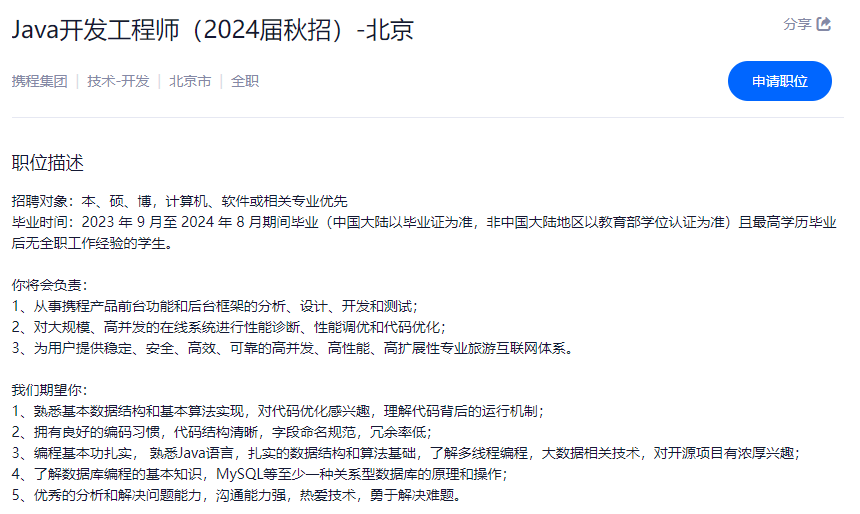 Java开发工程师（2024届秋招）-北京
分享
携程集团 | 技术-开发 | 北京市 | 全职
申请职位
职位描述
招聘对象：本、硕、博，计算机、软件或相关专业优先
毕业时间：2023 年 9 月至 2024 年 8 月期间毕业（中国大陆以毕业证为准，非中国大陆地区以教育部学位认证为准）且最高学历毕业
后无全职工作经验的学生。
你将会负责：
1、从事携程产品前台功能和后台框架的分析、设计、开发和测试；
2、对大规模、高并发的在线系统进行性能诊断、性能调优和代码优化；
3、为用户提供稳定、安全、高效、可靠的高并发、高性能、高扩展性专业旅游互联网体系。
我们期望你：
1、熟悉基本数据结构和基本算法实现，对代码优化感兴趣，理解代码背后的运行机制；
2、拥有良好的编码习惯，代码结构清晰，字段命名规范，冗余率低；
3、编程基本功扎实， 熟悉Java语言，扎实的数据结构和算法基础，了解多线程编程，大数据相关技术，对开源项目有浓厚兴趣；
4、了解数据库编程的基本知识，MySQL等至少一种关系型数据库的原理和操作；
5、优秀的分析和解决问题能力，沟通能力强，热爱技术，勇于解决难题。